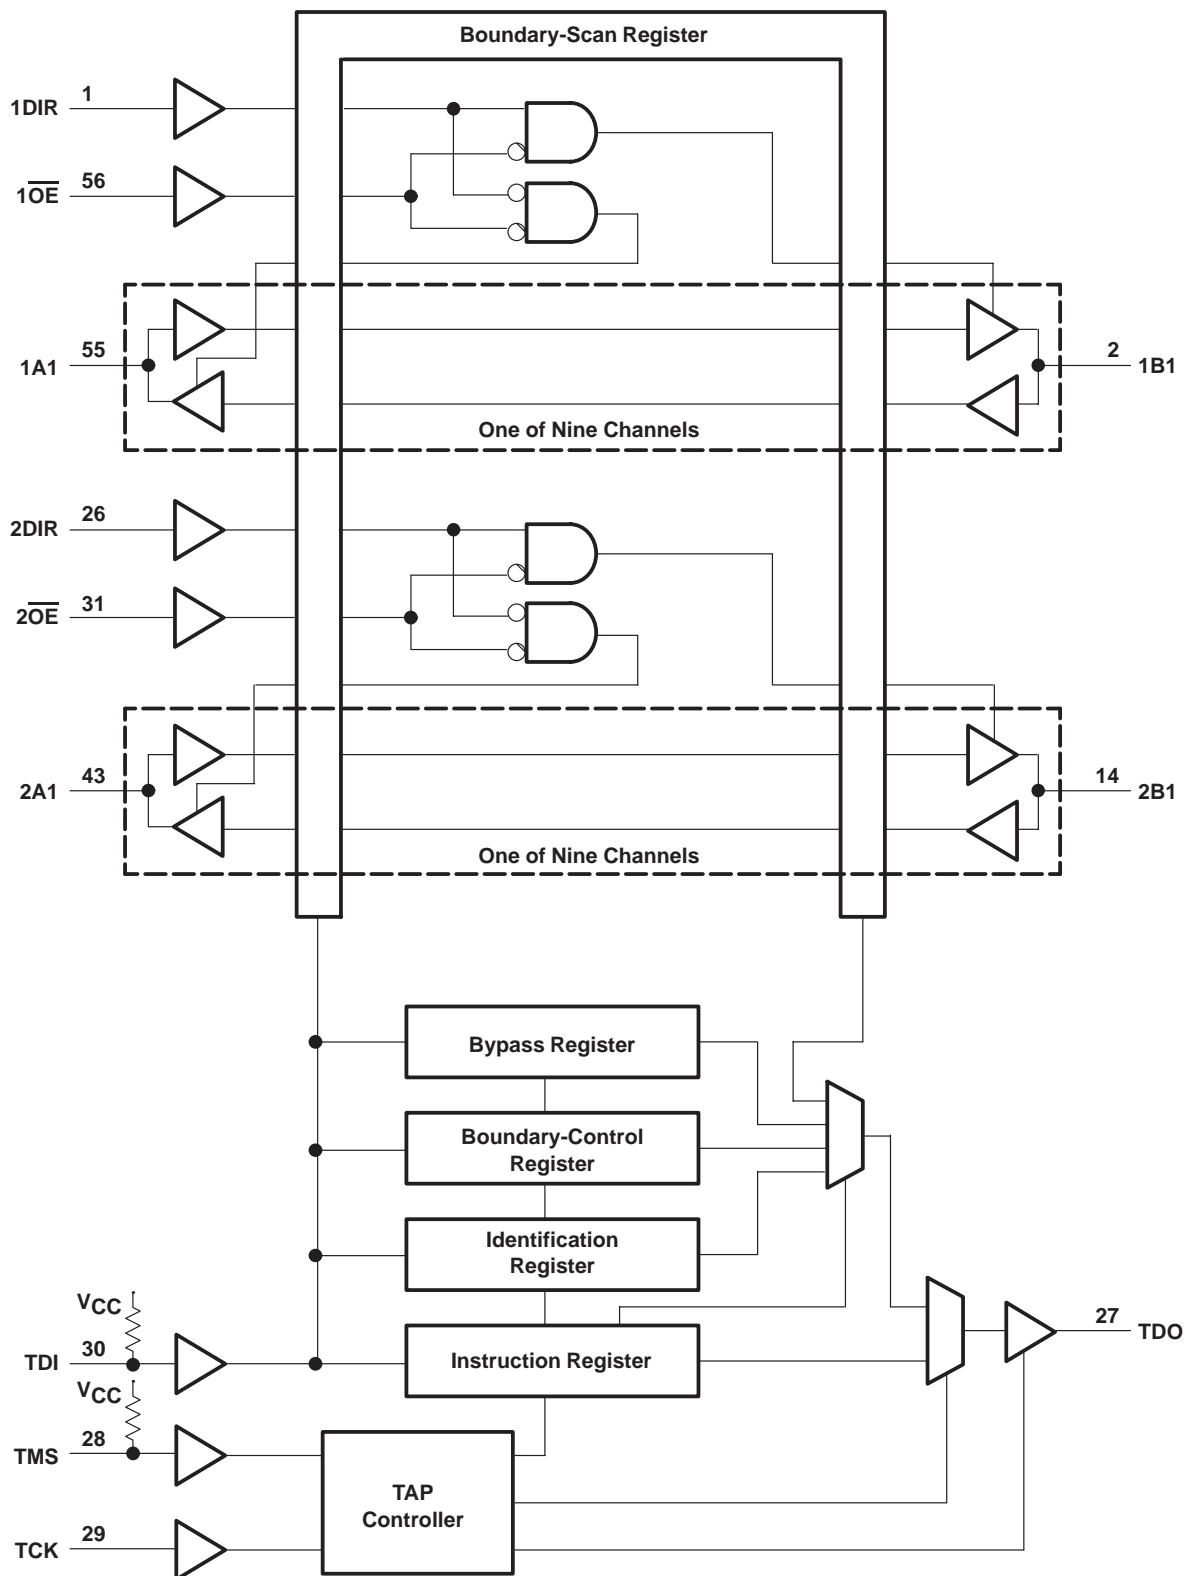 Boundary-Scan Register
1DIR 1
1O̅E̅ 56
1A1 55
2 1B1
One of Nine Channels
2DIR 26
2O̅E̅ 31
2A1 43
14 2B1
One of Nine Channels
Bypass Register
Boundary-Control
Register
Identification
Register
VCC
TDI 30
Instruction Register
27 TDO
VCC
TMS 28
TAP
Controller
TCK 29